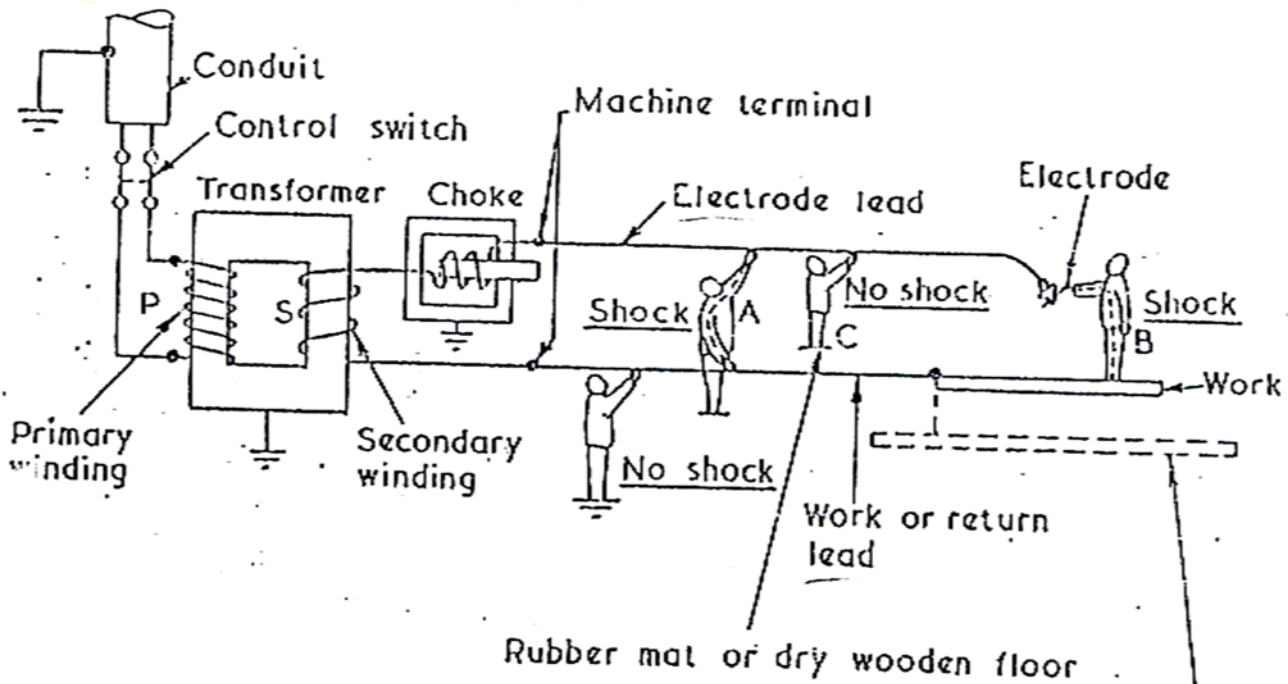 Conduit
Control switch
Machine terminal
Transformer
Choke
Electrode lead
Electrode
P
S
Shock
A
C
No shock
Shock
B
Work
Primary
winding
Secondary
winding
No shock
Work or return
lead
Rubber mat or dry wooden floor